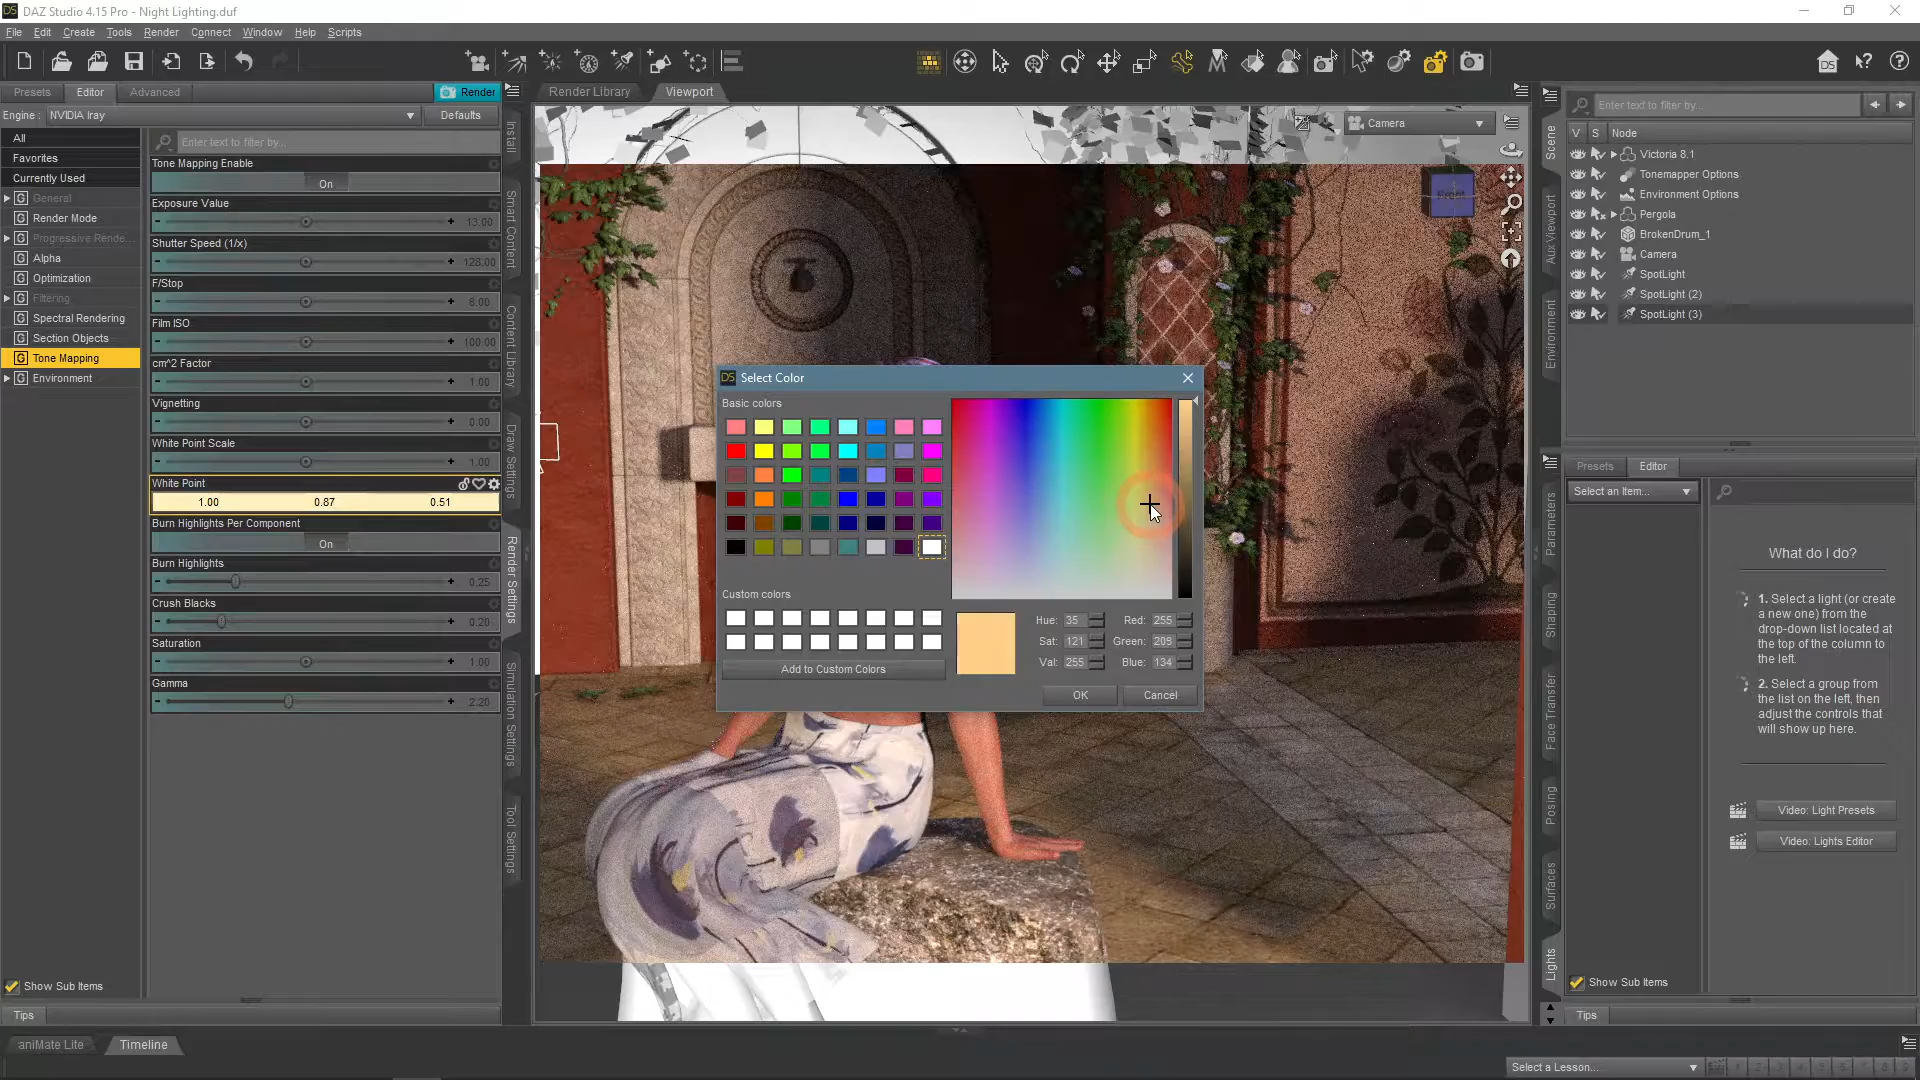 DAZ Studio 4.15 Pro - Night Lighting.duf
File Edit Create Tools Render Connect Window Help Scripts
Presets Editor Advanced Render
Engine : NVIDIA Iray Defaults
All
Favorites
Currently Used
General
Render Mode
Progressive Rende...
Alpha
Optimization
Filtering
Spectral Rendering
Section Objects
Tone Mapping
Environment
Show Sub Items
Tips
Enter text to filter by...
Tone Mapping Enable
On
Exposure Value
13.00
Shutter Speed (1/x)
128.00
F/Stop
8.00
Film ISO
100.00
cm^2 Factor
1.00
Vignetting
0.00
White Point Scale
1.00
White Point
1.00 0.87 0.51
Burn Highlights Per Component
On
Burn Highlights
0.25
Crush Blacks
0.20
Saturation
1.00
Gamma
2.20
Install
Smart Content
Content Library
Draw Settings
Render Settings
Simulation Settings
Tool Settings
Render Library Viewport
Camera
Front
Select Color
Basic colors
Custom colors
Add to Custom Colors
Hue: 35 Red: 255
Sat: 121 Green: 209
Val: 255 Blue: 134
OK Cancel
Scene
Aux Viewport
Environment
Enter text to filter by...
V S Node
Victoria 8.1
Tonemapper Options
Environment Options
Pergola
BrokenDrum_1
Camera
SpotLight
SpotLight (2)
SpotLight (3)
Parameters
Shaping
Face Transfer
Posing
Surfaces
Lights
Presets Editor
Select an Item...
What do I do?
1. Select a light (or create
a new one) from the
drop-down list located at
the top of the column to
the left.
2. Select a group from
the list on the left, then
adjust the controls that
will show up here.
Video: Light Presets
Video: Lights Editor
Show Sub Items
Tips
aniMate Lite Timeline
Select a Lesson...